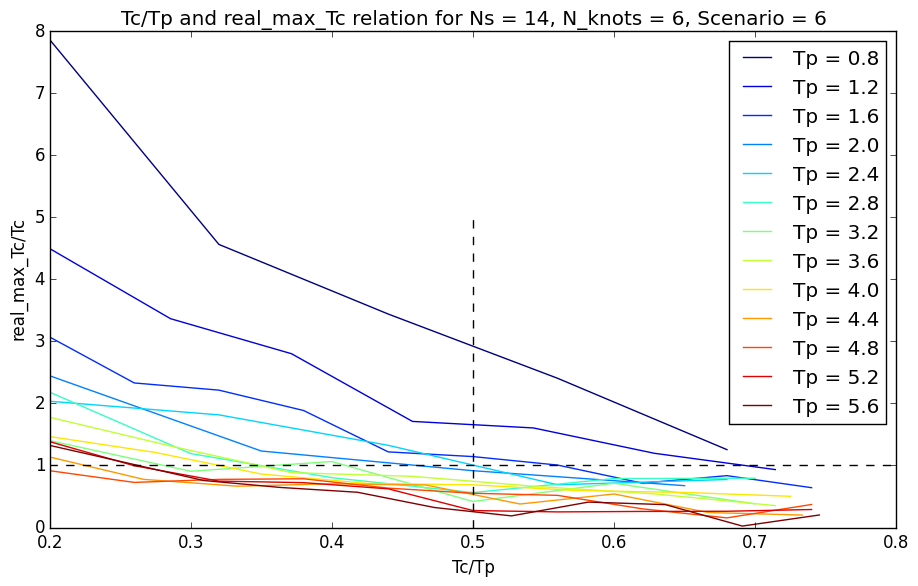 Tc/Tp and real_max_Tc relation for Ns = 14, N_knots = 6, Scenario = 6
8
7
6
5
4
3
2
1
0
real_max_Tc/Tc
Tp = 0.8
Tp = 1.2
Tp = 1.6
Tp = 2.0
Tp = 2.4
Tp = 2.8
Tp = 3.2
Tp = 3.6
Tp = 4.0
Tp = 4.4
Tp = 4.8
Tp = 5.2
Tp = 5.6
0.2 0.3 0.4 0.5 0.6 0.7 0.8
Tc/Tp